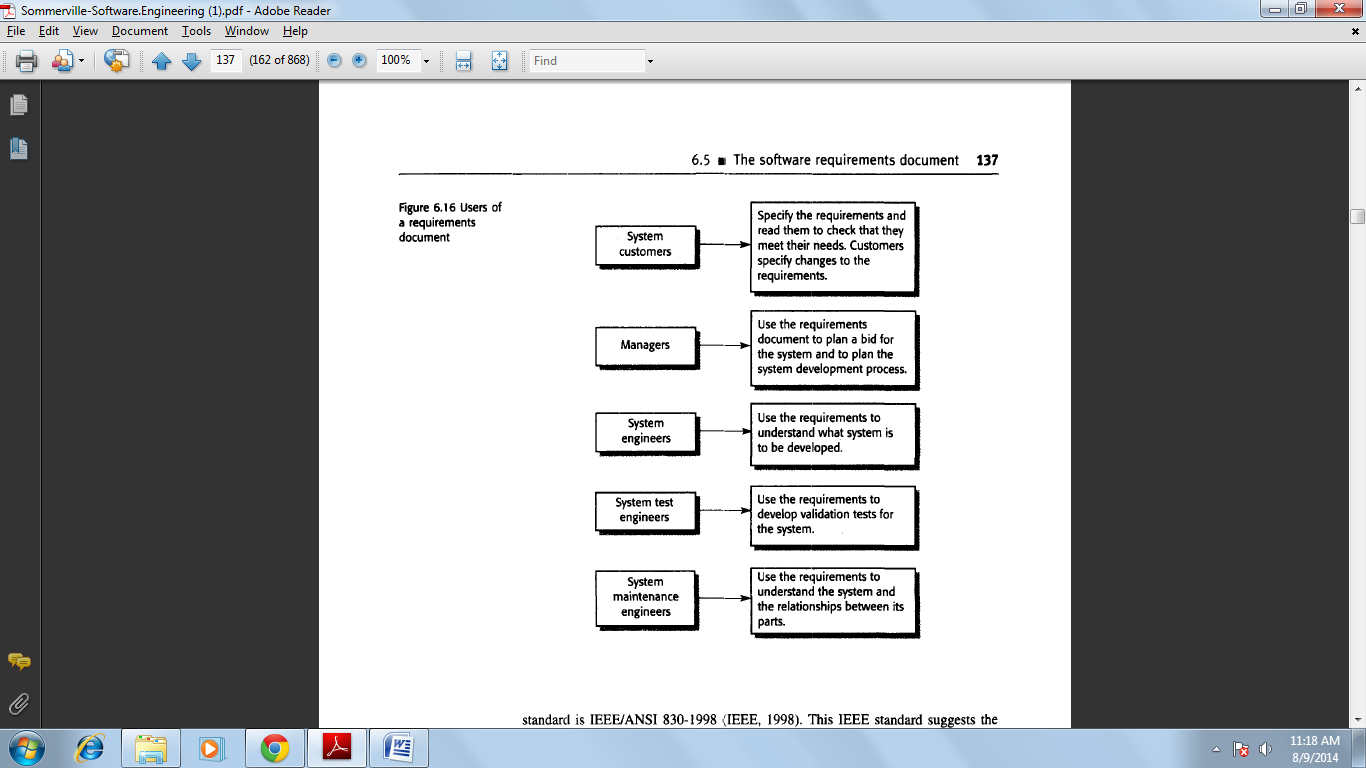 Sommerville-Software.Engineering (1).pdf - Adobe Reader
File Edit View Document Tools Window Help
137 (162 of 868) 100% Find
6.5 ■ The software requirements document 137
Figure 6.16 Users of
a requirements
document
System
customers
Specify the requirements and
read them to check that they
meet their needs. Customers
specify changes to the
requirements.
Managers
Use the requirements
document to plan a bid for
the system and to plan the
system development process.
System
engineers
Use the requirements to
understand what system is
to be developed.
System test
engineers
Use the requirements to
develop validation tests for
the system.
System
maintenance
engineers
Use the requirements to
understand the system and
the relationships between its
parts.
standard is IEEE/ANSI 830-1998 (IEEE, 1998). This IEEE standard suggests the
11:18 AM
8/9/2014